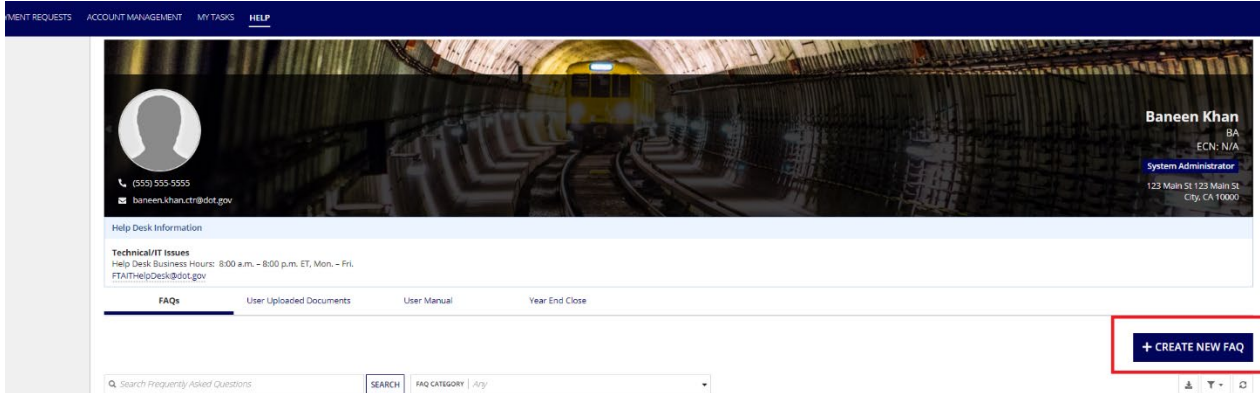 PAYMENT REQUESTS ACCOUNT MANAGEMENT MY TASKS HELP
Baneen Khan
BA
ECN: N/A
System Administrator
123 Main St 123 Main St
City, CA 10000
(555) 555-5555
baneen.khan.ctr@dot.gov
Help Desk Information
Technical/IT Issues
Help Desk Business Hours: 8:00 a.m. – 8:00 p.m. ET, Mon. – Fri.
FTAITHelpDesk@dot.gov
FAQs User Uploaded Documents User Manual Year End Close
+ CREATE NEW FAQ
Search Frequently Asked Questions SEARCH FAQ CATEGORY Any